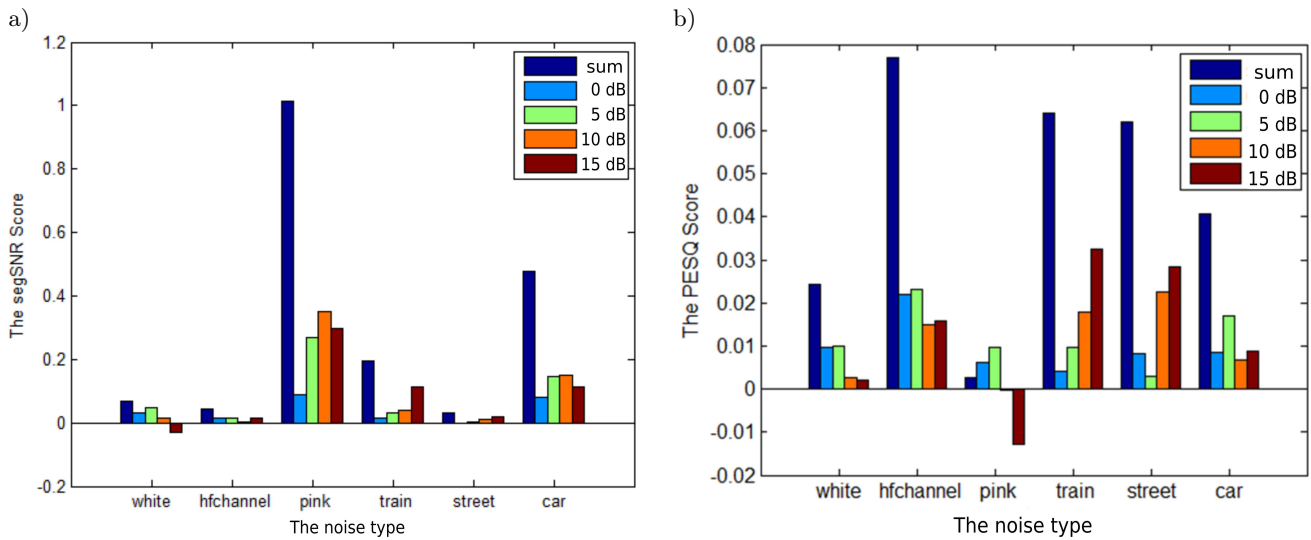 a)
1.2
1
0.8
0.6
0.4
0.2
0
-0.2
The segSNR Score
sum
0 dB
5 dB
10 dB
15 dB
white hfchannel pink train street car
The noise type
b)
0.08
0.07
0.06
0.05
0.04
0.03
0.02
0.01
0
-0.01
-0.02
The PESQ Score
sum
0 dB
5 dB
10 dB
15 dB
white hfchannel pink train street car
The noise type